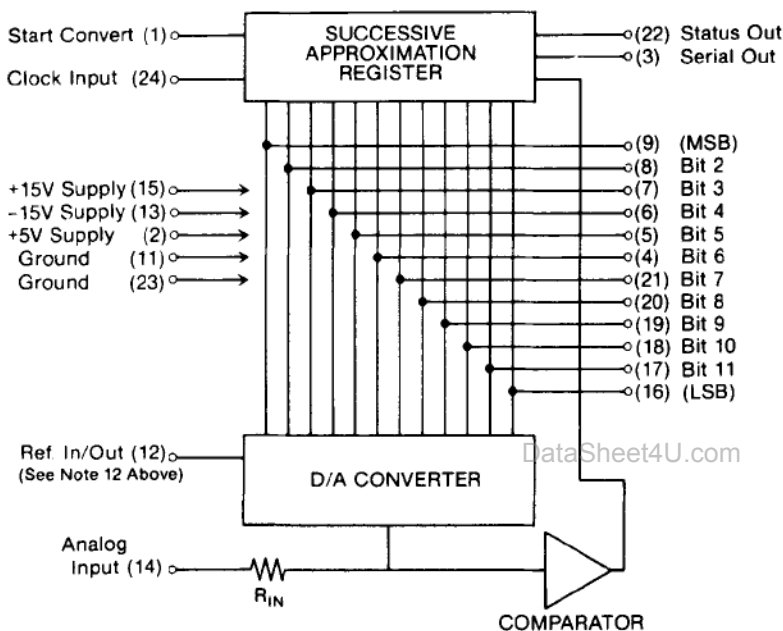 Start Convert (1)
Clock Input (24)
SUCCESSIVE
APPROXIMATION
REGISTER
(22) Status Out
(3) Serial Out
(9) (MSB)
(8) Bit 2
(7) Bit 3
(6) Bit 4
(5) Bit 5
(4) Bit 6
(21) Bit 7
(20) Bit 8
(19) Bit 9
(18) Bit 10
(17) Bit 11
(16) (LSB)
+15V Supply (15)
-15V Supply (13)
+5V Supply (2)
Ground (11)
Ground (23)
Ref. In/Out (12)
(See Note 12 Above)
D/A CONVERTER
DataSheet4U.com
Analog
Input (14)
RIN
COMPARATOR